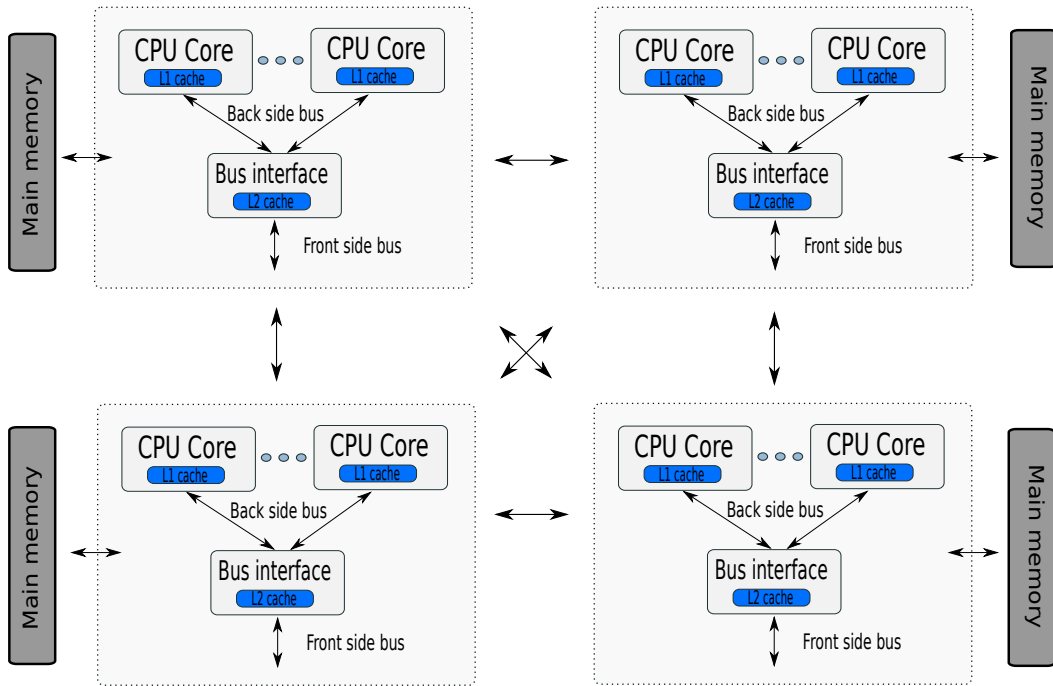 CPU Core
CPU Core
L1 cache
L1 cache
Back side bus
Bus interface
L2 cache
Front side bus
Main memory
CPU Core
CPU Core
L1 cache
L1 cache
Back side bus
Bus interface
L2 cache
Front side bus
Main memory
CPU Core
CPU Core
L1 cache
L1 cache
Back side bus
Bus interface
L2 cache
Front side bus
Main memory
CPU Core
CPU Core
L1 cache
L1 cache
Back side bus
Bus interface
L2 cache
Front side bus
Main memory